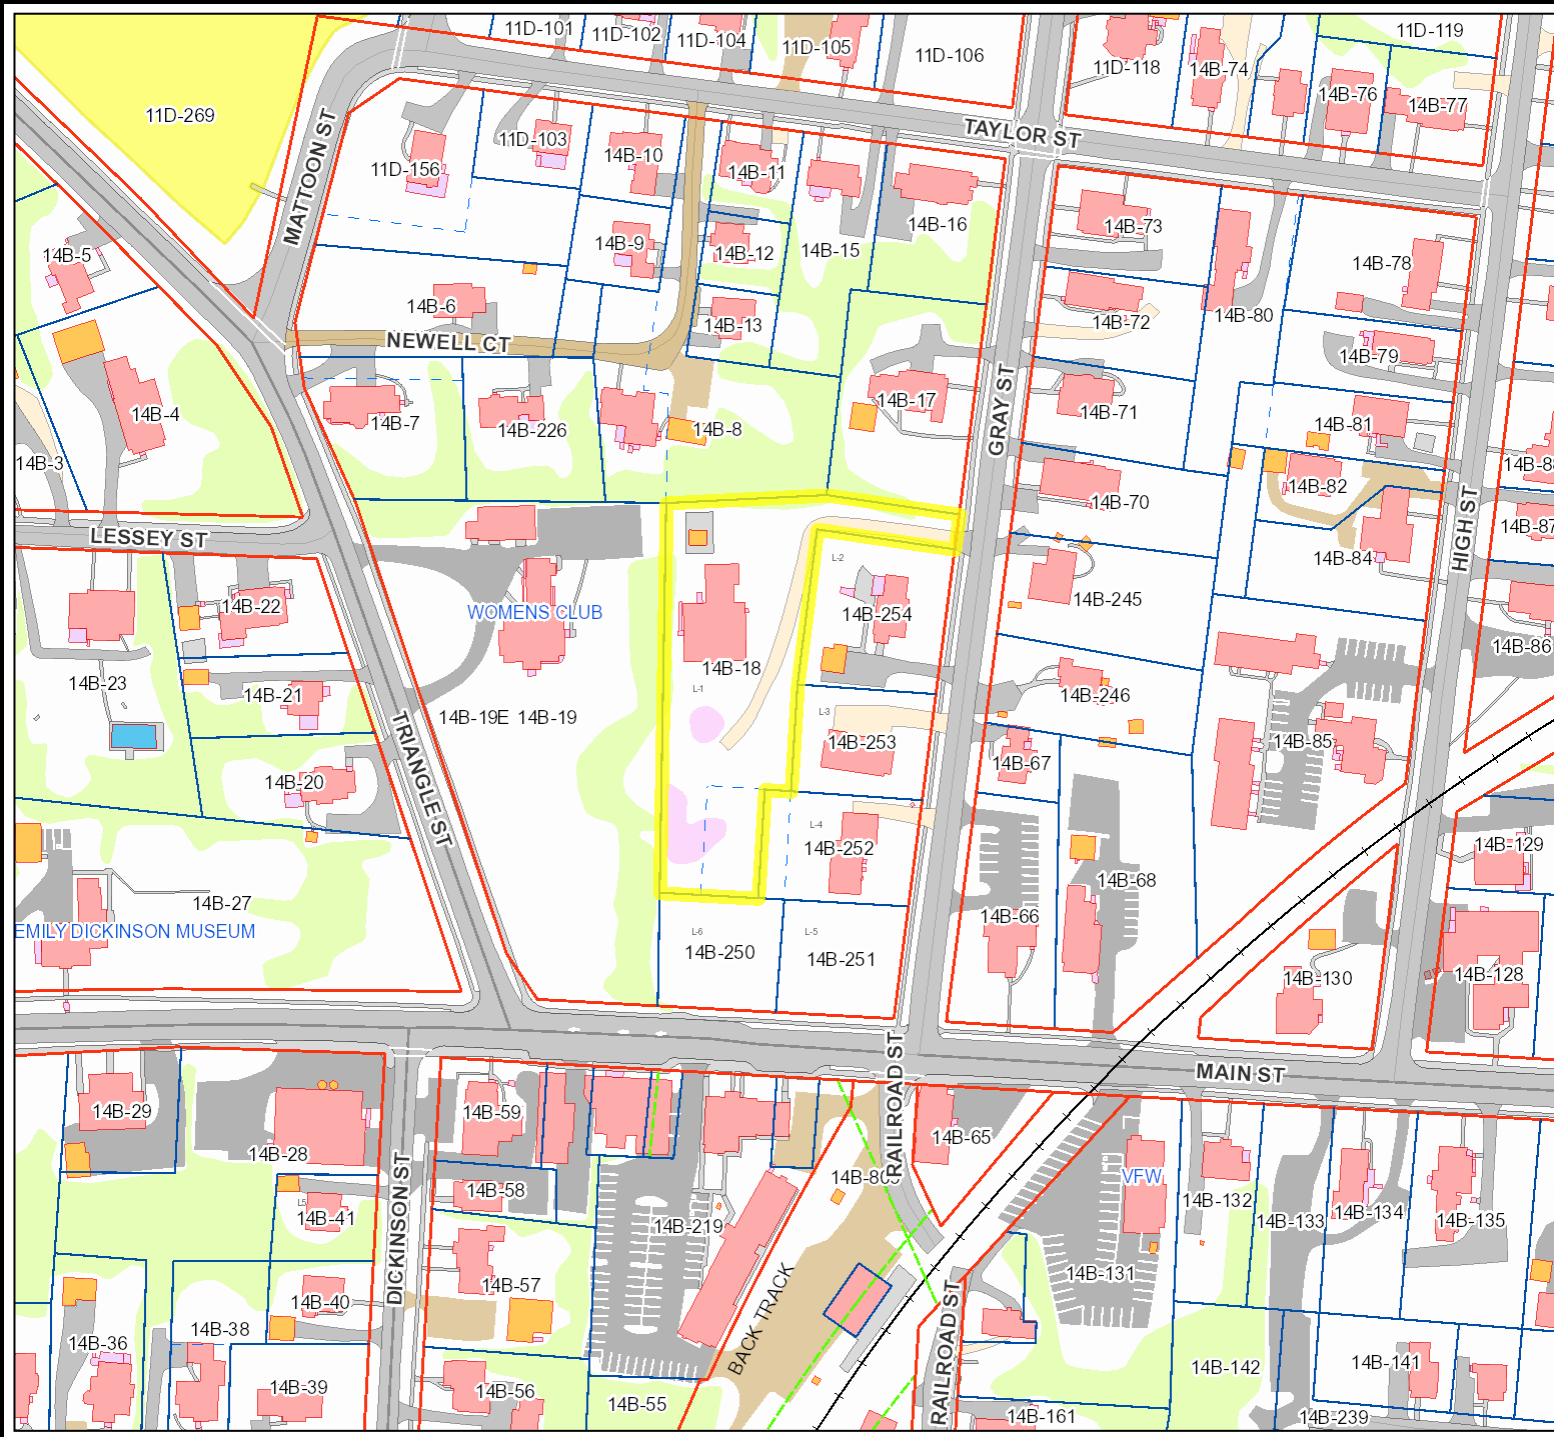 11D-101
11D-102
11D-104
11D-105
11D-106
11D-119
11D-118
14B-74
14B-76
14B-77
11D-269
MATTOON ST
TAYLOR ST
11D-103
11D-156
14B-10
14B-11
14B-9
14B-12
14B-15
14B-16
14B-73
14B-78
14B-5
14B-6
14B-13
14B-72
14B-80
14B-79
NEWELL CT
14B-4
14B-7
14B-226
14B-8
14B-17
GRAY ST
14B-71
14B-81
14B-3
14B-70
14B-82
14B-87
HIGH ST
LESSEY ST
14B-84
L-2
14B-22
WOMENS CLUB
14B-254
14B-245
14B-86
14B-23
14B-21
14B-18
L-1
14B-246
14B-19E
14B-19
L-3
14B-253
14B-67
14B-85
TRIANGLE ST
14B-20
L-4
14B-252
14B-129
14B-27
14B-68
14B-66
EMILY DICKINSON MUSEUM
L-6
14B-250
L-5
14B-251
14B-130
14B-128
RAILROAD ST
MAIN ST
14B-29
14B-28
14B-59
14B-65
14B-58
VFW
L5
14B-41
DICKINSON ST
14B-219
14B-132
14B-133
14B-134
14B-135
14B-57
14B-131
14B-40
BACK TRACK
RAILROAD ST
14B-36
14B-38
14B-39
14B-56
14B-55
14B-142
14B-141
14B-161
14B-239